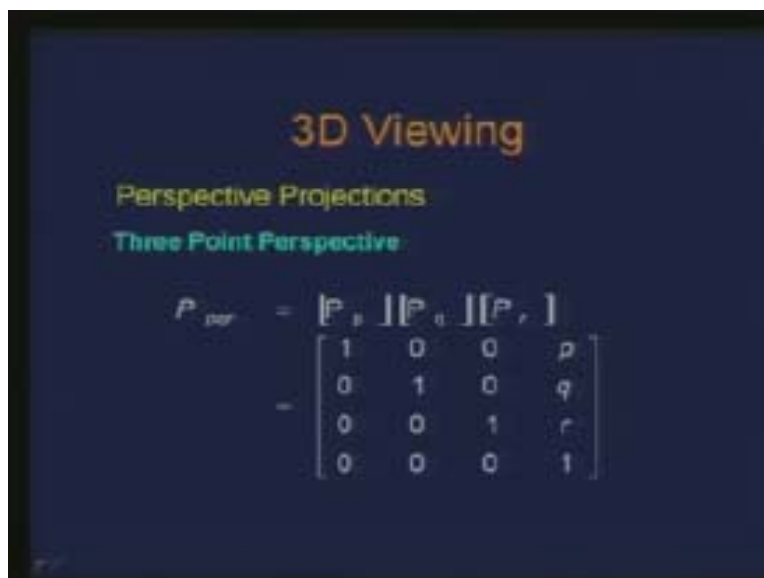 3D Viewing
Perspective Projections
Three Point Perspective
P per = [P p ][P q ][P r ]
= [ 1 0 0 p
0 1 0 q
0 0 1 r
0 0 0 1 ]